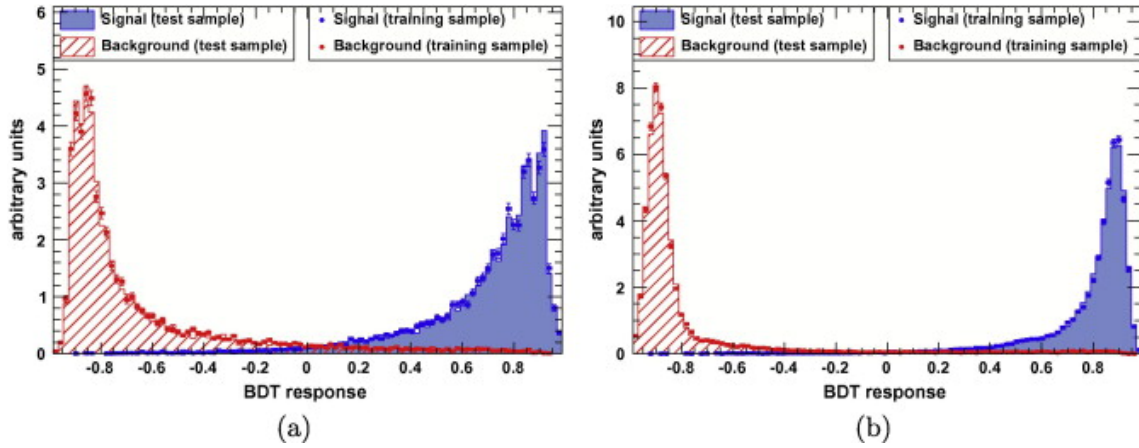 Signal (test sample)
Signal (training sample)
Background (test sample)
Background (training sample)
6
5
4
3
2
1
0
arbitrary units
-0.8 -0.6 -0.4 -0.2 0 0.2 0.4 0.6 0.8
BDT response
(a)
Signal (test sample)
Signal (training sample)
Background (test sample)
Background (training sample)
10
8
6
4
2
0
arbitrary units
-0.8 -0.6 -0.4 -0.2 0 0.2 0.4 0.6 0.8
BDT response
(b)